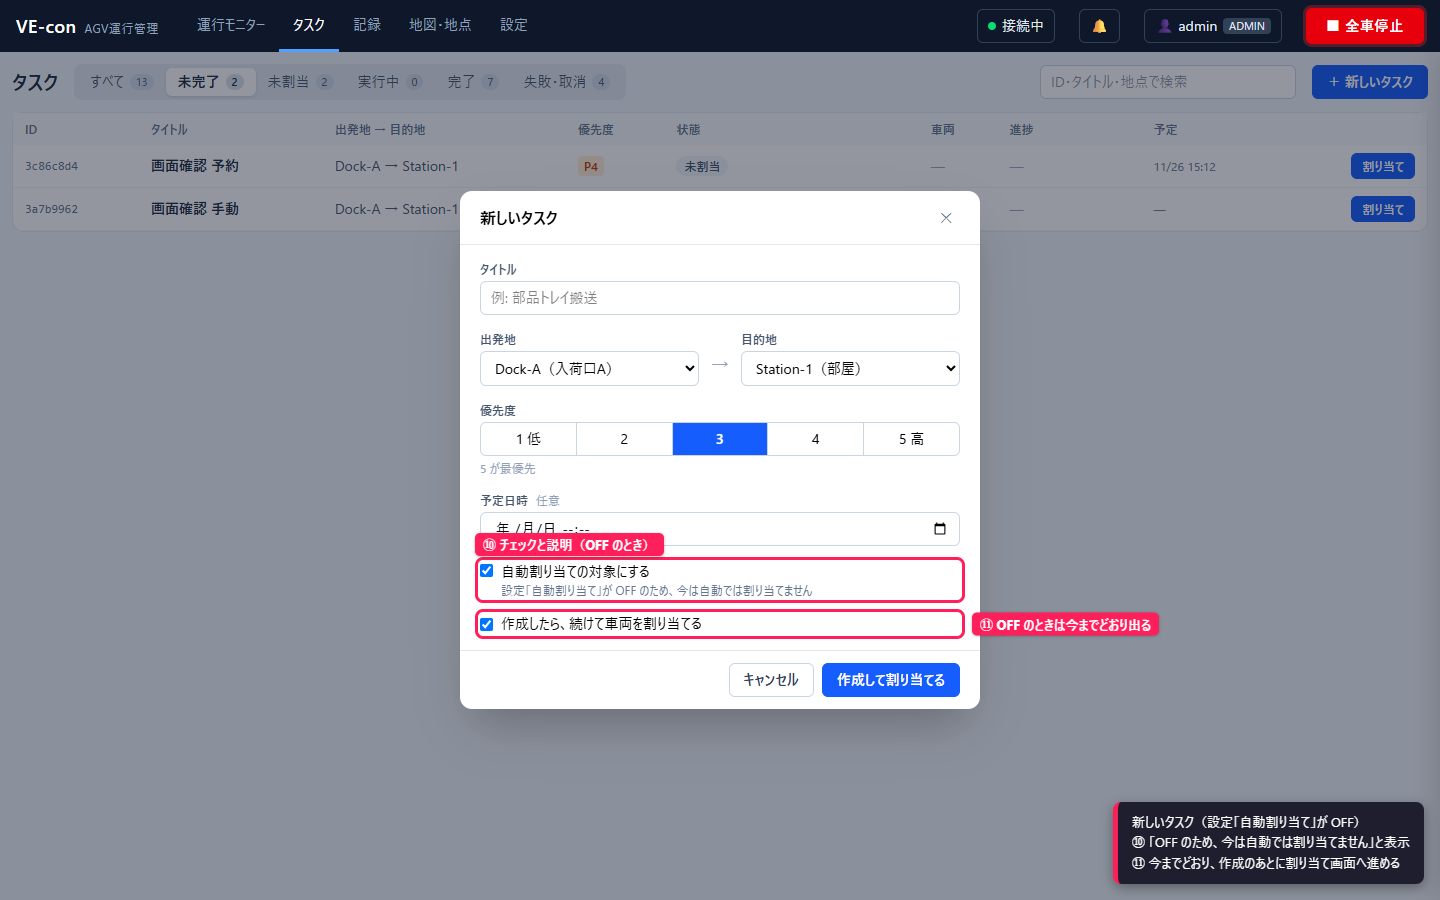 VE-con AGV運行管理 運行モニター タスク 記録 地図・地点 設定 接続中 admin ADMIN 全車停止
タスク すべて 13 未完了 2 未割当 2 実行中 0 完了 7 失敗・取消 4 ID・タイトル・地点で検索 ＋ 新しいタスク
ID タイトル 出発地 → 目的地 優先度 状態 車両 進捗 予定
3c86c8d4 画面確認 予約 Dock-A → Station-1 P4 未割当 — — 11/26 15:12 割り当て
3a7b9962 画面確認 手動 Dock-A → Station-1 — — 割り当て
新しいタスク
タイトル
例: 部品トレイ搬送
出発地 目的地
Dock-A（入荷口A） → Station-1（部屋）
優先度
1 低 2 3 4 5 高
5 が最優先
予定日時 任意
年 /月/日 --:--
⑩ チェックと説明（OFF のとき）
自動割り当ての対象にする
設定「自動割り当て」が OFF のため、今は自動では割り当てません
作成したら、続けて車両を割り当てる
⑪ OFF のときは今までどおり出る
キャンセル 作成して割り当てる
新しいタスク（設定「自動割り当て」が OFF）
⑩ 「OFF のため、今は自動では割り当てません」と表示
⑪ 今までどおり、作成のあとに割り当て画面へ進める